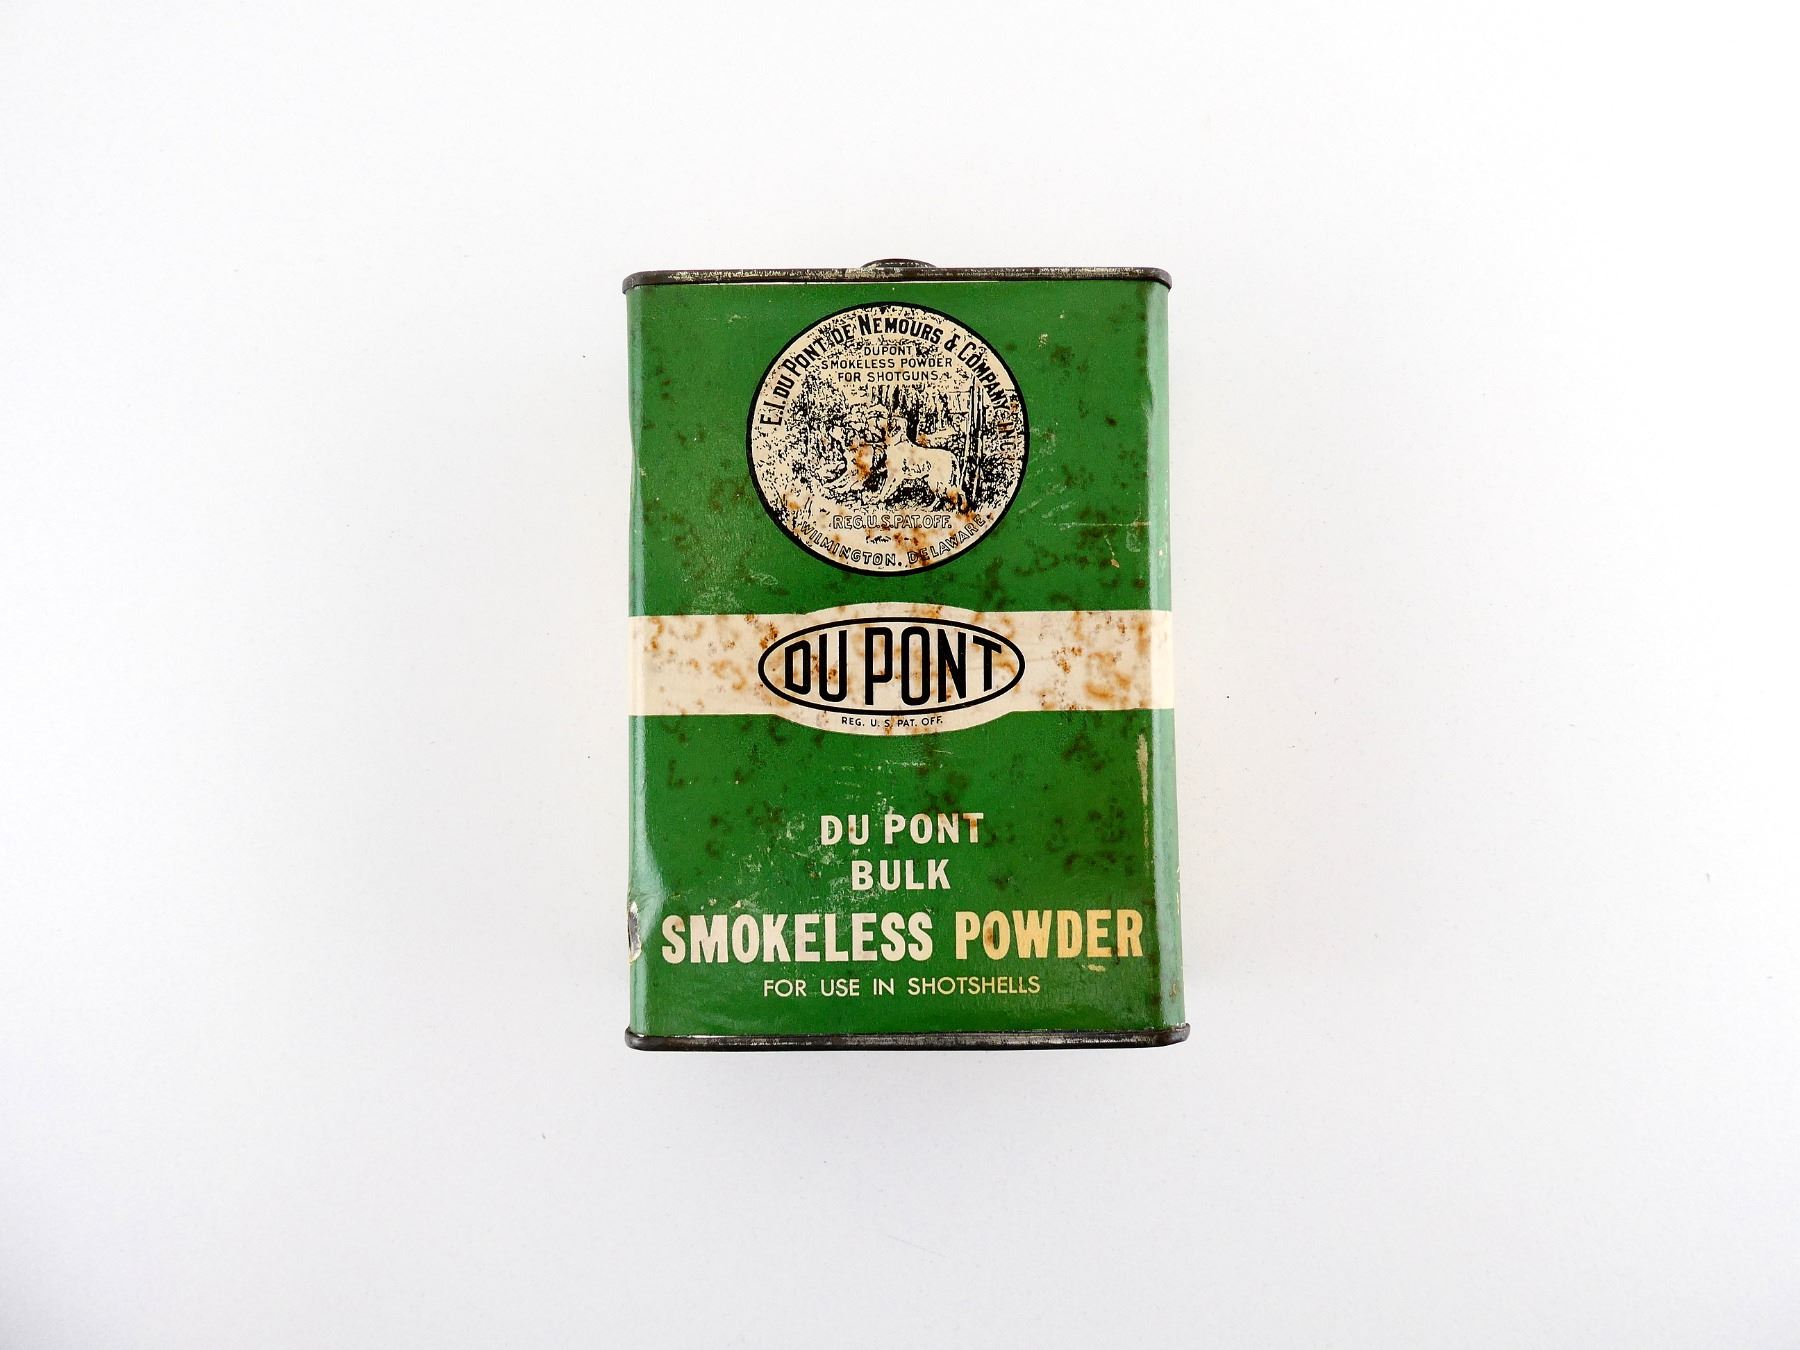 E. I. DU PONT DE NEMOURS & COMPANY, INC.
DUPONT
SMOKELESS POWDER
FOR SHOTGUNS
REG. U. S. PAT. OFF.
WILMINGTON, DELAWARE
DU PONT
REG. U. S. PAT. OFF.
DU PONT
BULK
SMOKELESS POWDER
FOR USE IN SHOTSHELLS